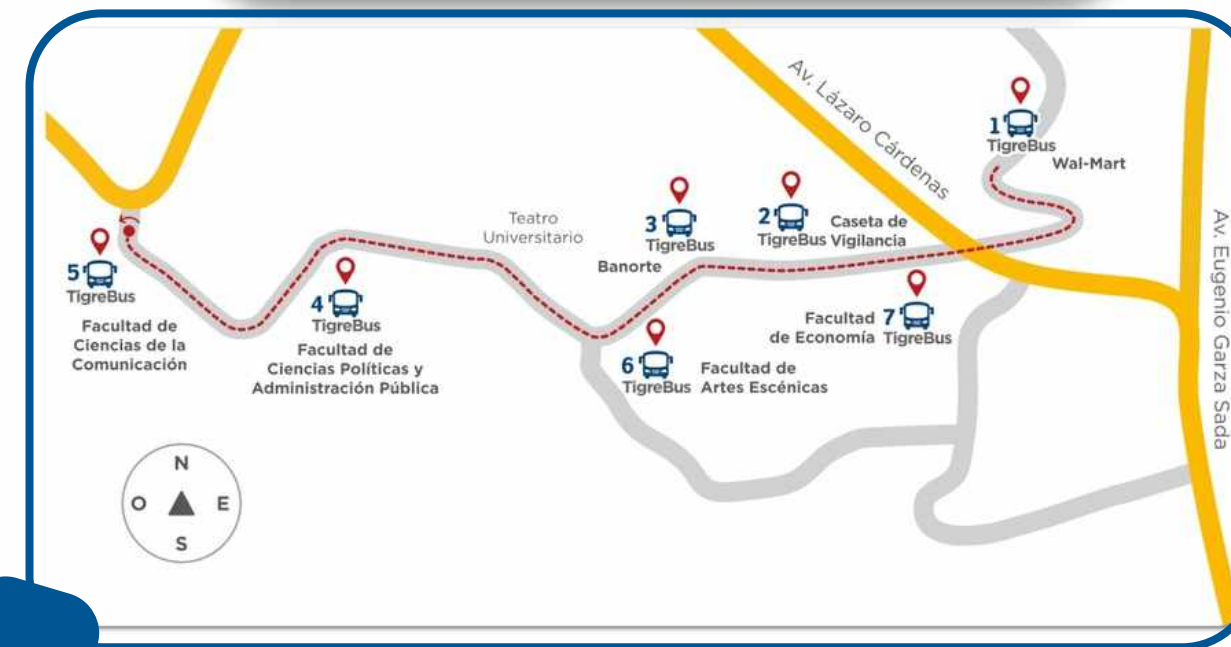 Av. Lázaro Cárdenas
1
TigreBus
Wal-Mart
2
TigreBus
Caseta de
Vigilancia
3
TigreBus
Banorte
Teatro
Universitario
Av. Eugenio Garza Sada
5
TigreBus
Facultad de
Ciencias de la
Comunicación
4
TigreBus
Facultad de
Ciencias Políticas y
Administración Pública
6
TigreBus
Facultad de
Artes Escénicas
Facultad
de Economía
7
TigreBus
N
O
E
S